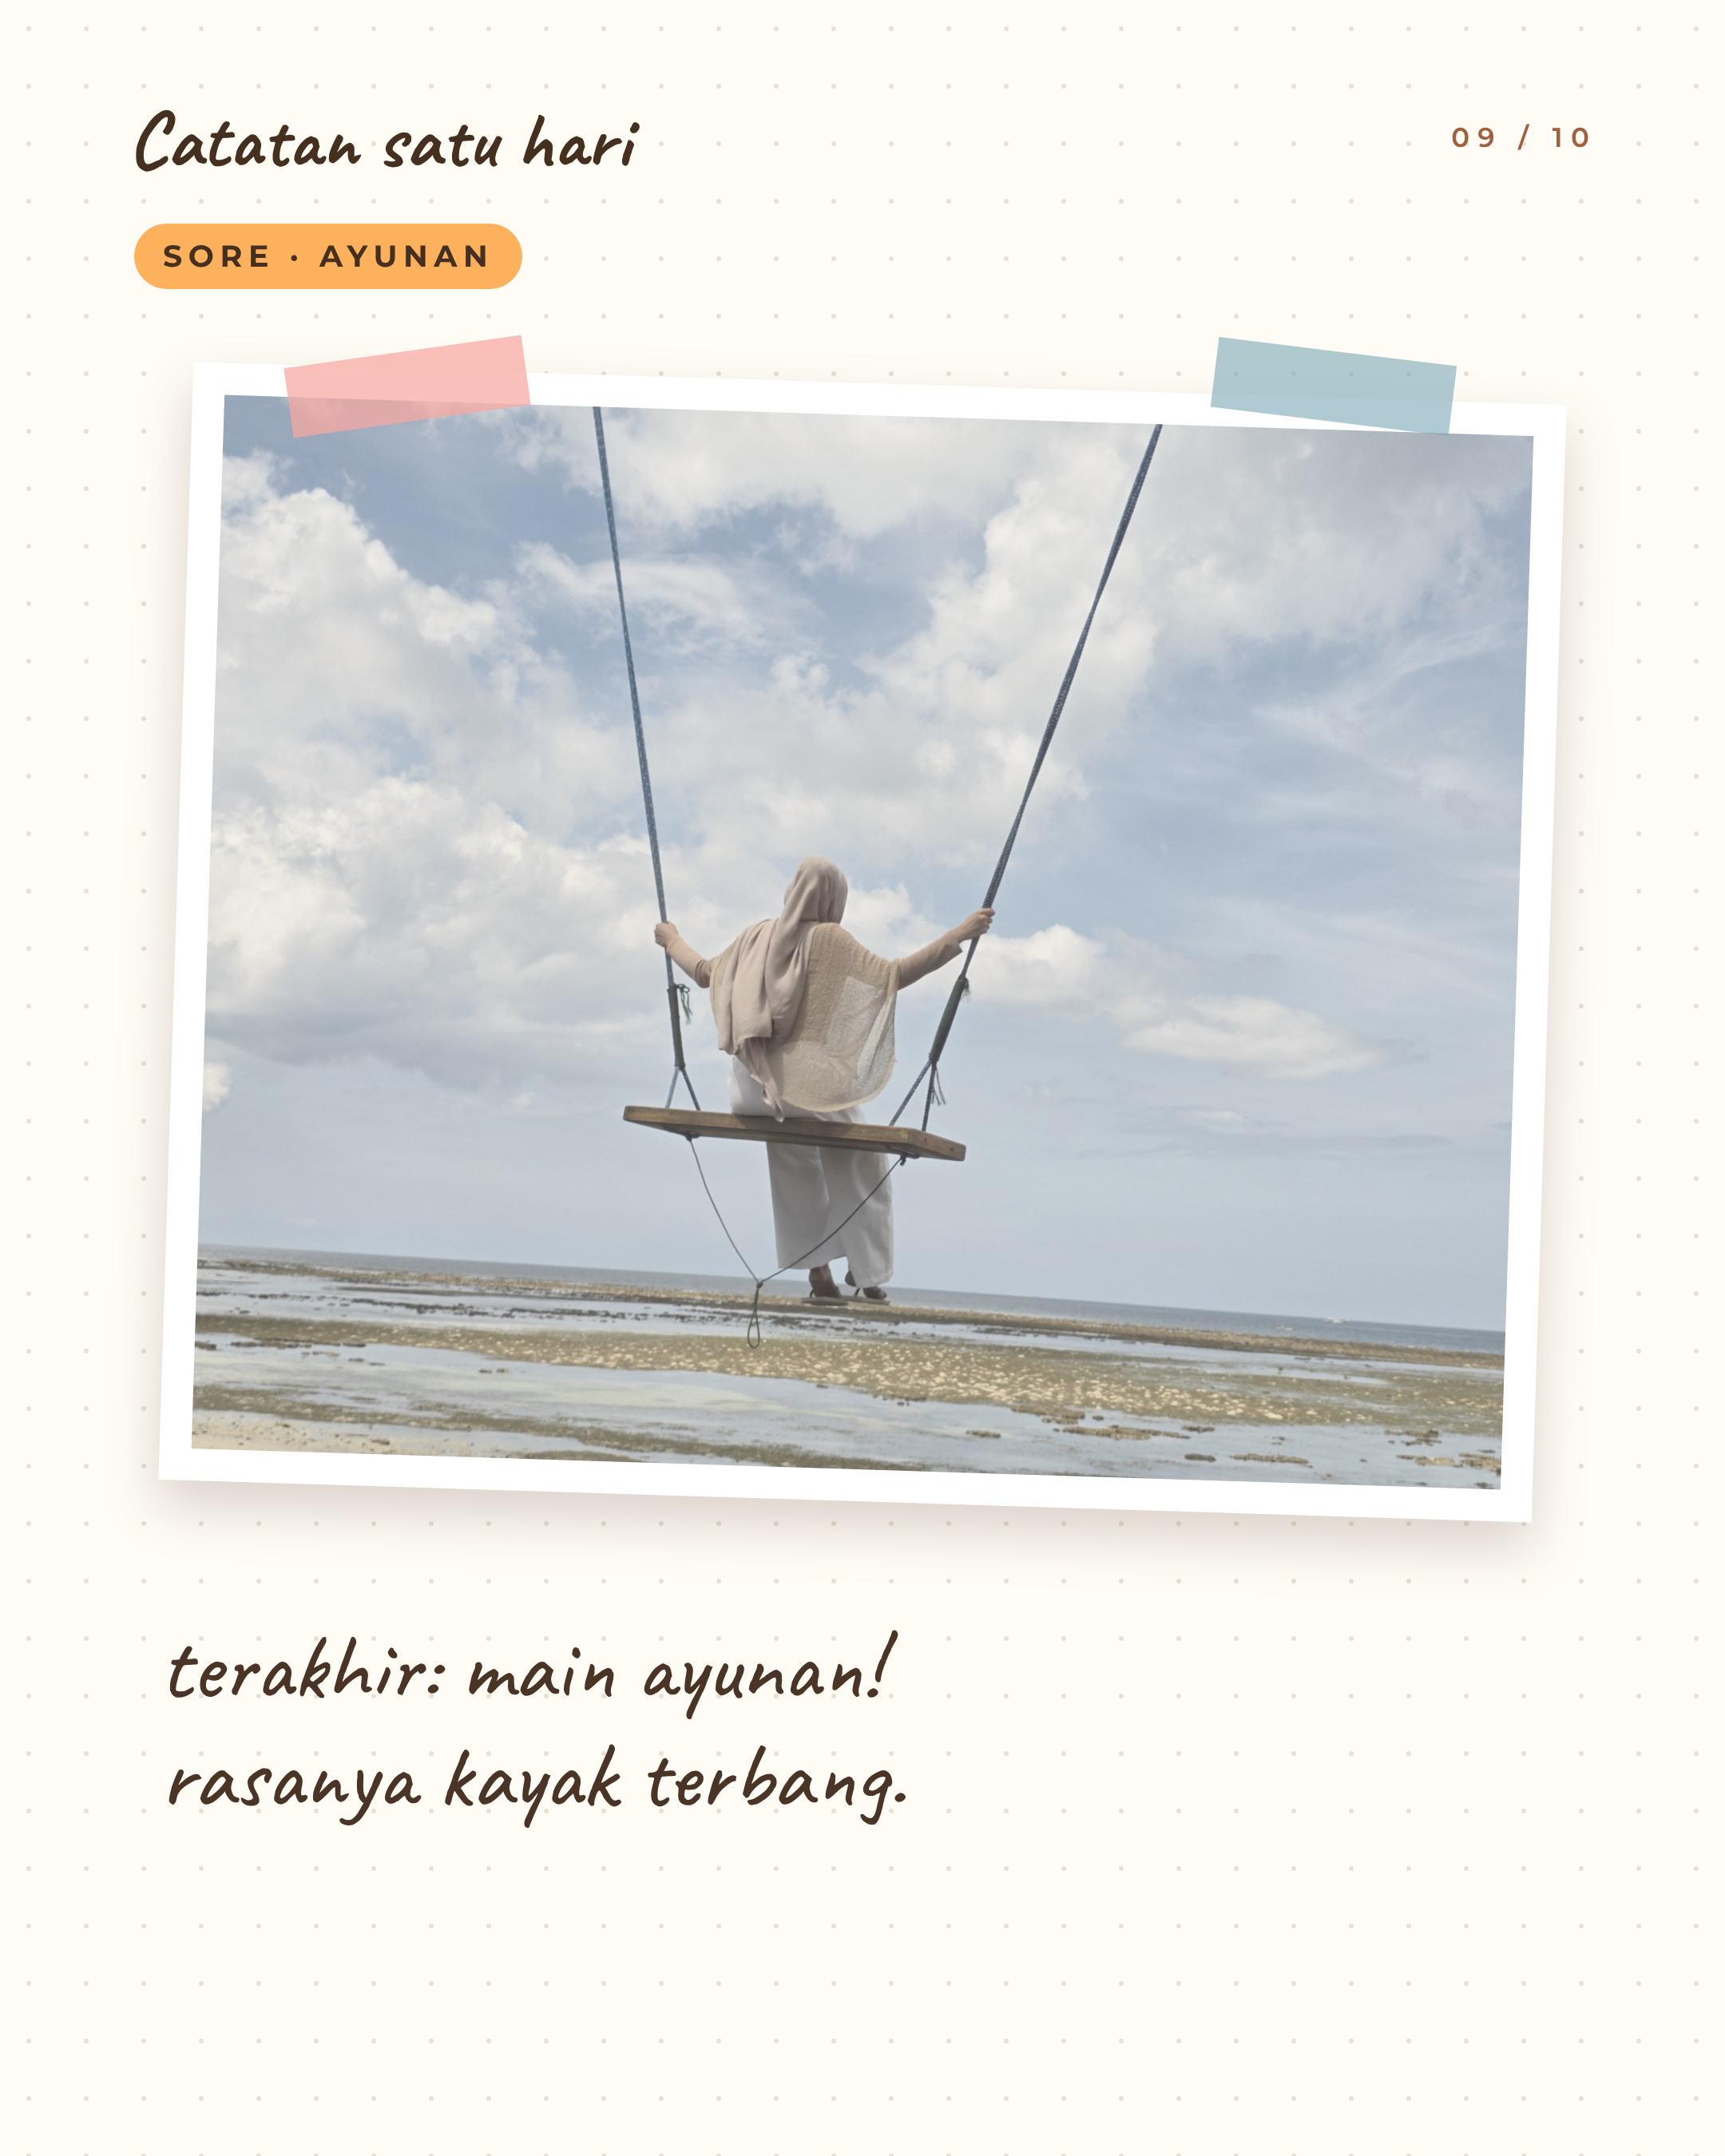 Catatan satu hari
09 / 10
SORE · AYUNAN
terakhir: main ayunan!
rasanya kayak terbang.